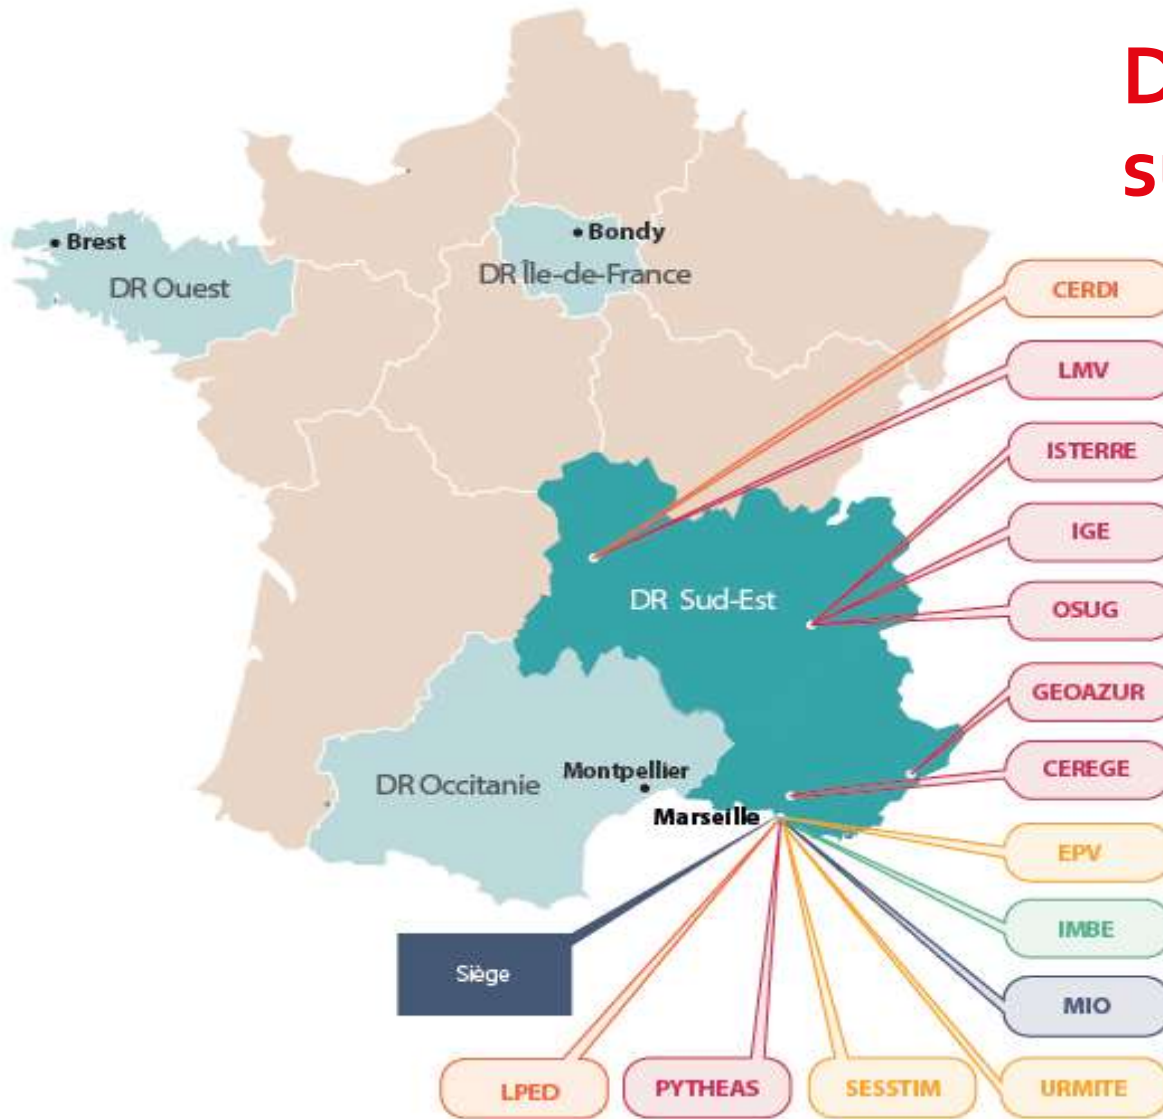 D
Brest
Bondy
DR Ouest
DR Île-de-France
CERDI
LMV
ISTERRE
IGE
DR Sud-Est
OSUG
GEOAZUR
Montpellier
DR Occitanie
CEREGE
Marseille
EPV
IMBE
Siège
MIO
LPED
PYTHEAS
SESSTIM
URMITE